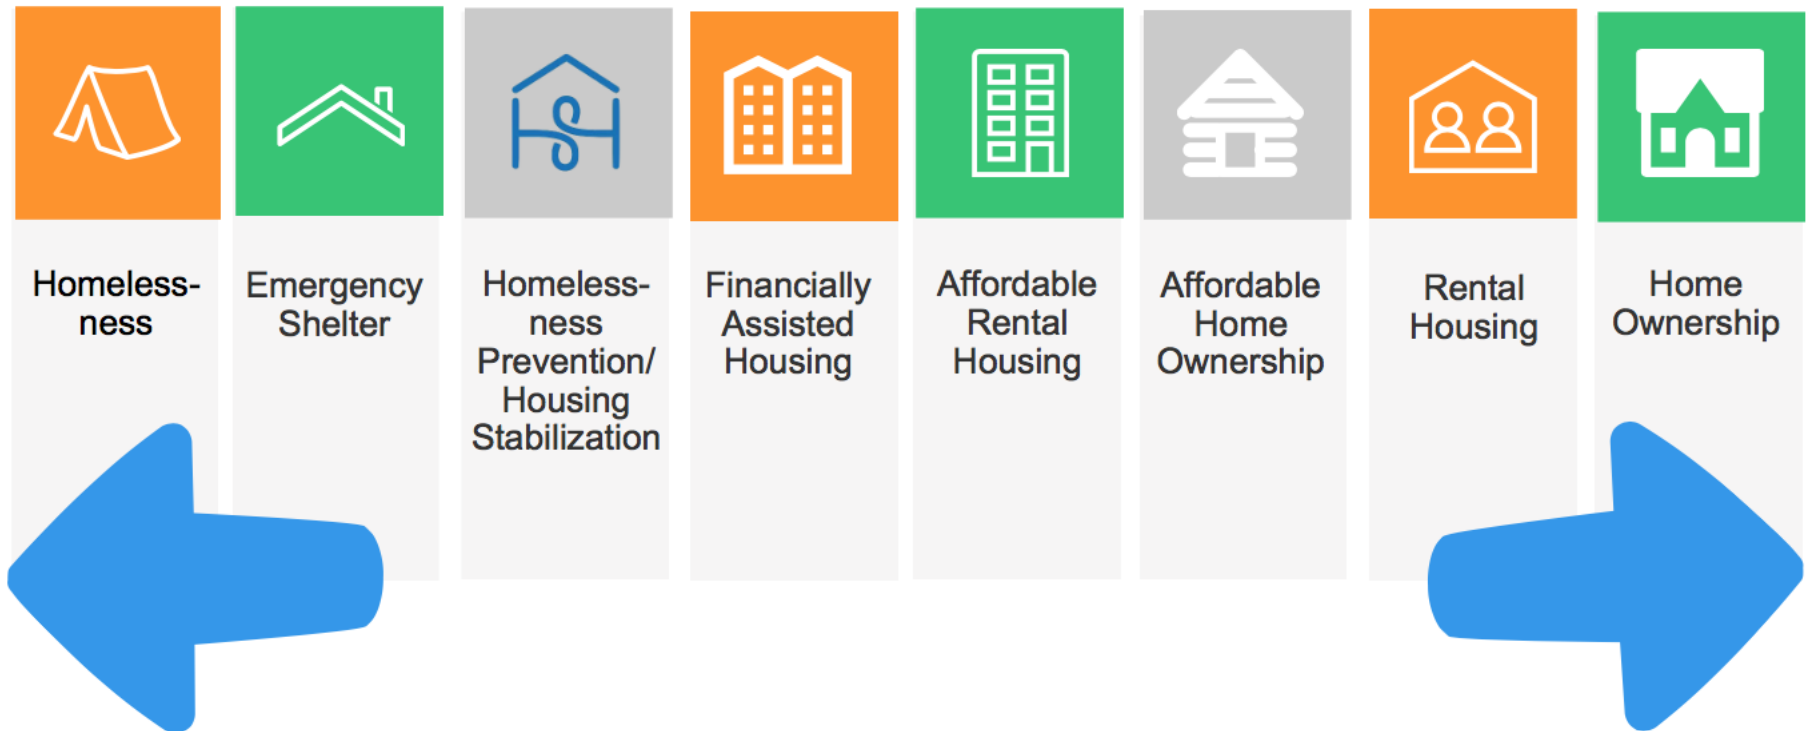 Homeless-
ness
Emergency
Shelter
Homeless-
ness
Prevention/
Housing
Stabilization
Financially
Assisted
Housing
Affordable
Rental
Housing
Affordable
Home
Ownership
Rental
Housing
Home
Ownership